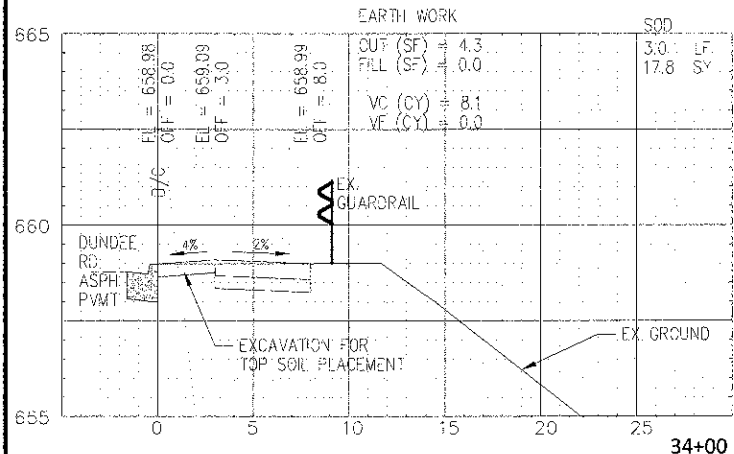 EARTH WORK
CUT (SF) = 4.3
FILL (SF) = 0.0
VC (CY) = 8.1
VF (CY) = 0.0
SOD
3.0 LF
17.8 SY
665
660
655
EL = 658.98
OFF = 0.0
EL = 659.09
OFF = 3.0
EL = 658.99
OFF = 8.0
B/C
EX.
GUARDRAIL
DUNDEE
RD.
ASPH
PVMT
4%
2%
EXCAVATION FOR
TOP SOIL PLACEMENT
EX. GROUND
0
5
10
15
20
25
34+00